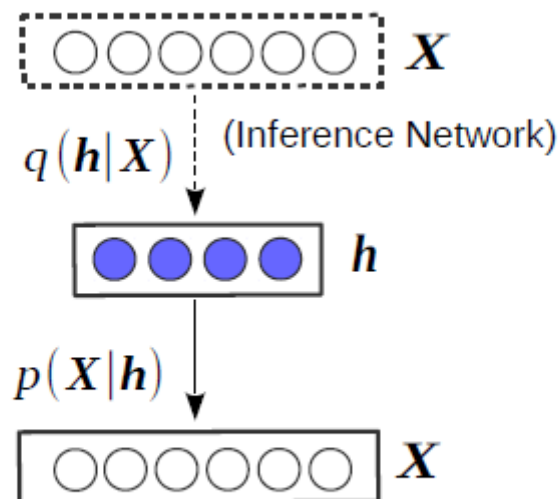 X
(Inference Network)
q(h|X)
h
p(X|h)
X